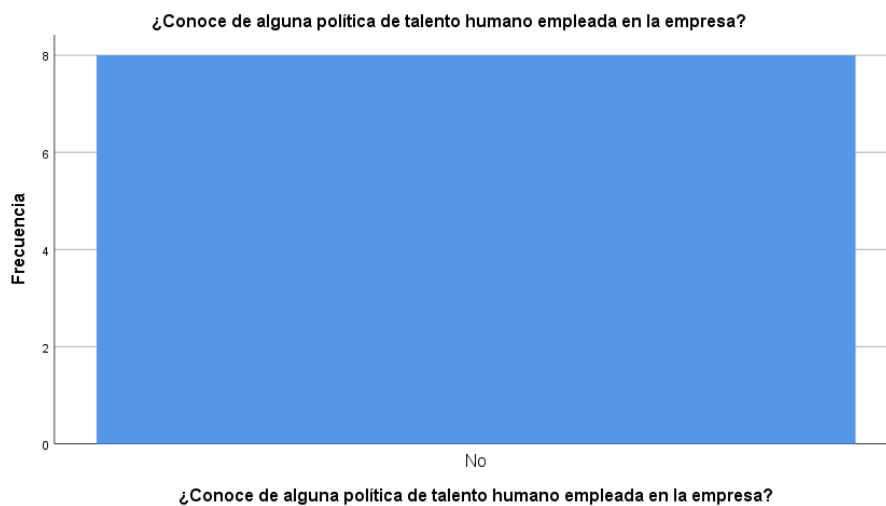 ¿Conoce de alguna política de talento humano empleada en la empresa?
8
6
4
2
0
Frecuencia
No
¿Conoce de alguna política de talento humano empleada en la empresa?